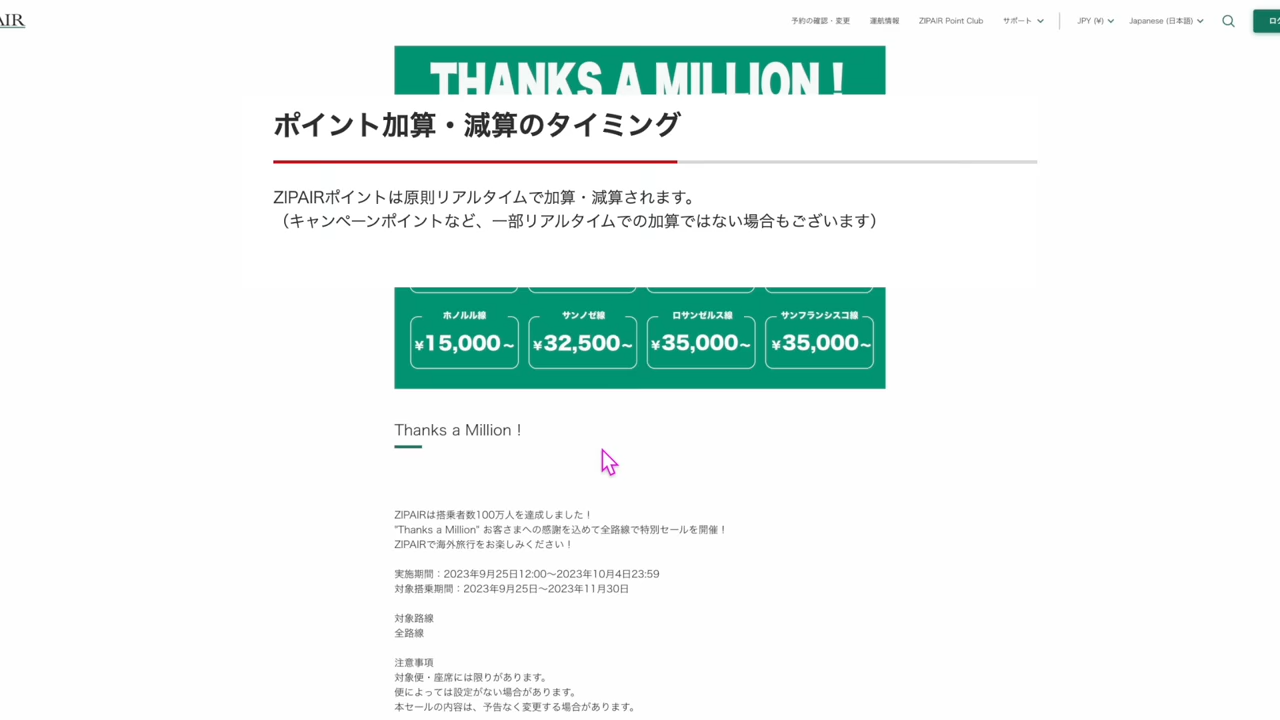 AIR
予約の確認・変更 運航情報 ZIPAIR Point Club サポート JPY (¥) Japanese (日本語)
THANKS A MILLION !
ポイント加算・減算のタイミング
ZIPAIRポイントは原則リアルタイムで加算・減算されます。
（キャンペーンポイントなど、一部リアルタイムでの加算ではない場合もございます）
ホノルル線 サンノゼ線 ロサンゼルス線 サンフランシスコ線
¥15,000~ ¥32,500~ ¥35,000~ ¥35,000~
Thanks a Million !
ZIPAIRは搭乗者数100万人を達成しました！
"Thanks a Million" お客さまへの感謝を込めて全路線で特別セールを開催！
ZIPAIRで海外旅行をお楽しみください！
実施期間：2023年9月25日12:00～2023年10月4日23:59
対象搭乗期間：2023年9月25日～2023年11月30日
対象路線
全路線
注意事項
対象便・座席には限りがあります。
便によっては設定がない場合があります。
本セールの内容は、予告なく変更する場合があります。